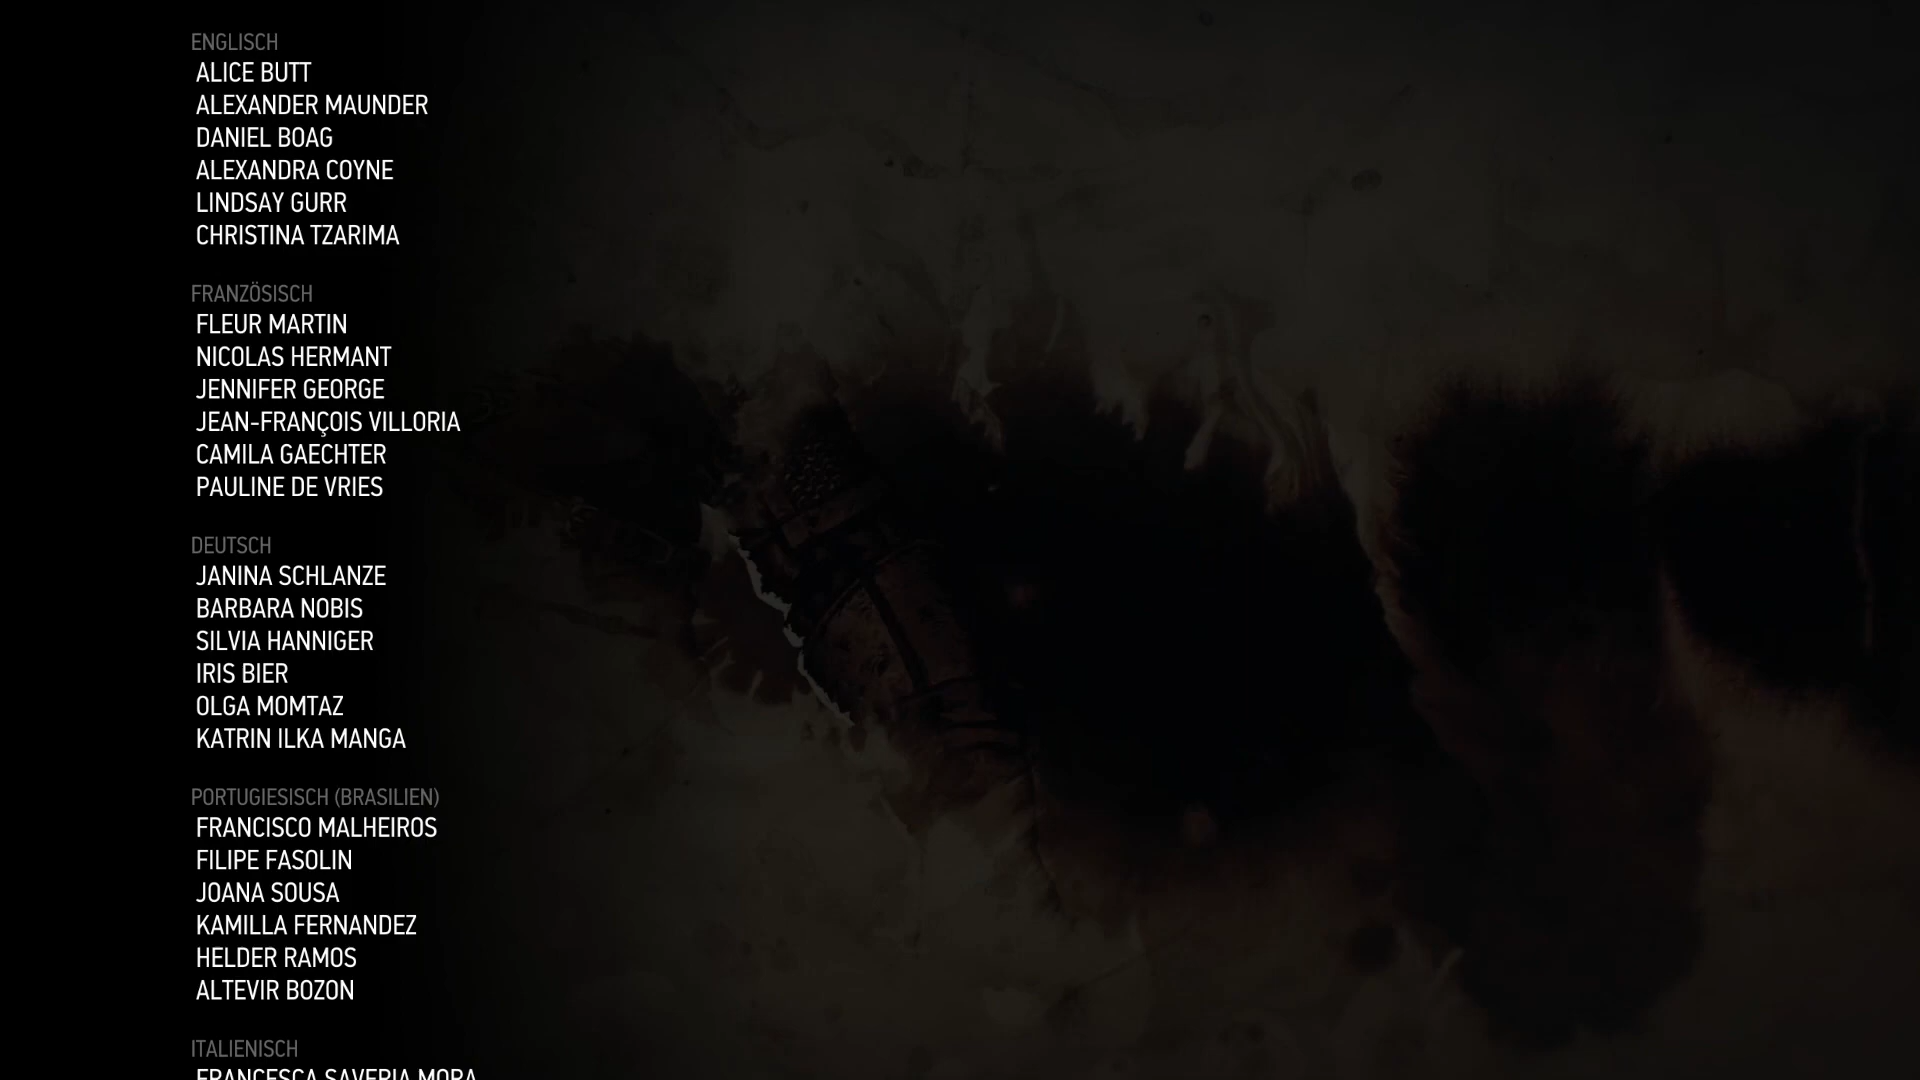 ENGLISCH
ALICE BUTT
ALEXANDER MAUNDER
DANIEL BOAG
ALEXANDRA COYNE
LINDSAY GURR
CHRISTINA TZARIMA
FRANZÖSISCH
FLEUR MARTIN
NICOLAS HERMANT
JENNIFER GEORGE
JEAN-FRANÇOIS VILLORIA
CAMILA GAECHTER
PAULINE DE VRIES
DEUTSCH
JANINA SCHLANZE
BARBARA NOBIS
SILVIA HANNIGER
IRIS BIER
OLGA MOMTAZ
KATRIN ILKA MANGA
PORTUGIESISCH (BRASILIEN)
FRANCISCO MALHEIROS
FILIPE FASOLIN
JOANA SOUSA
KAMILLA FERNANDEZ
HELDER RAMOS
ALTEVIR BOZON
ITALIENISCH
FRANCESCA SAVERIA MORA